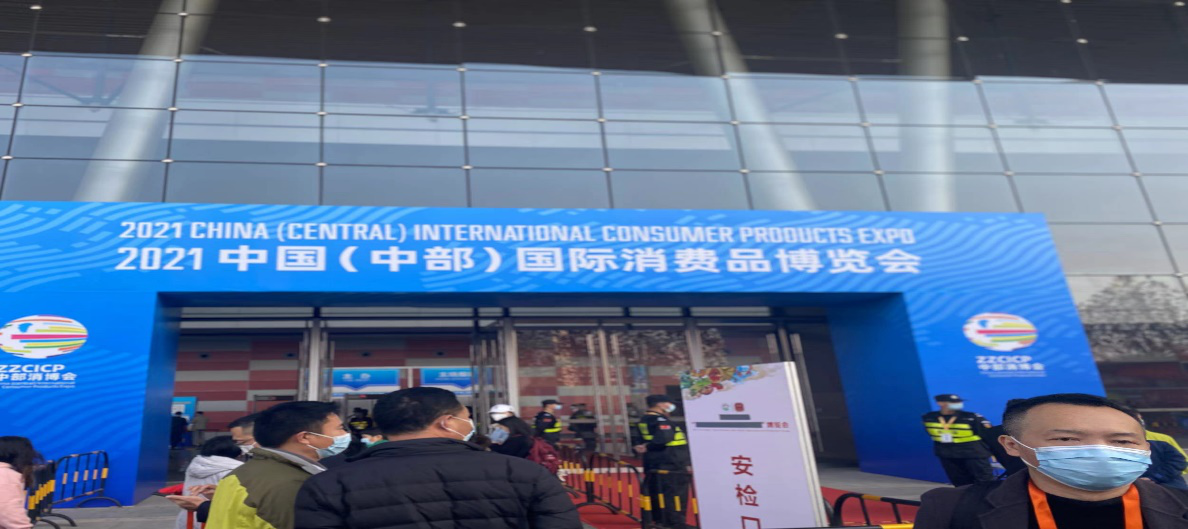 2021 CHINA (CENTRAL) INTERNATIONAL CONSUMER PRODUCTS EXPO
2021 中国(中部)国际消费品博览会
ZZCICP
中部消博会
ZZCICP
中部消博会
安检口